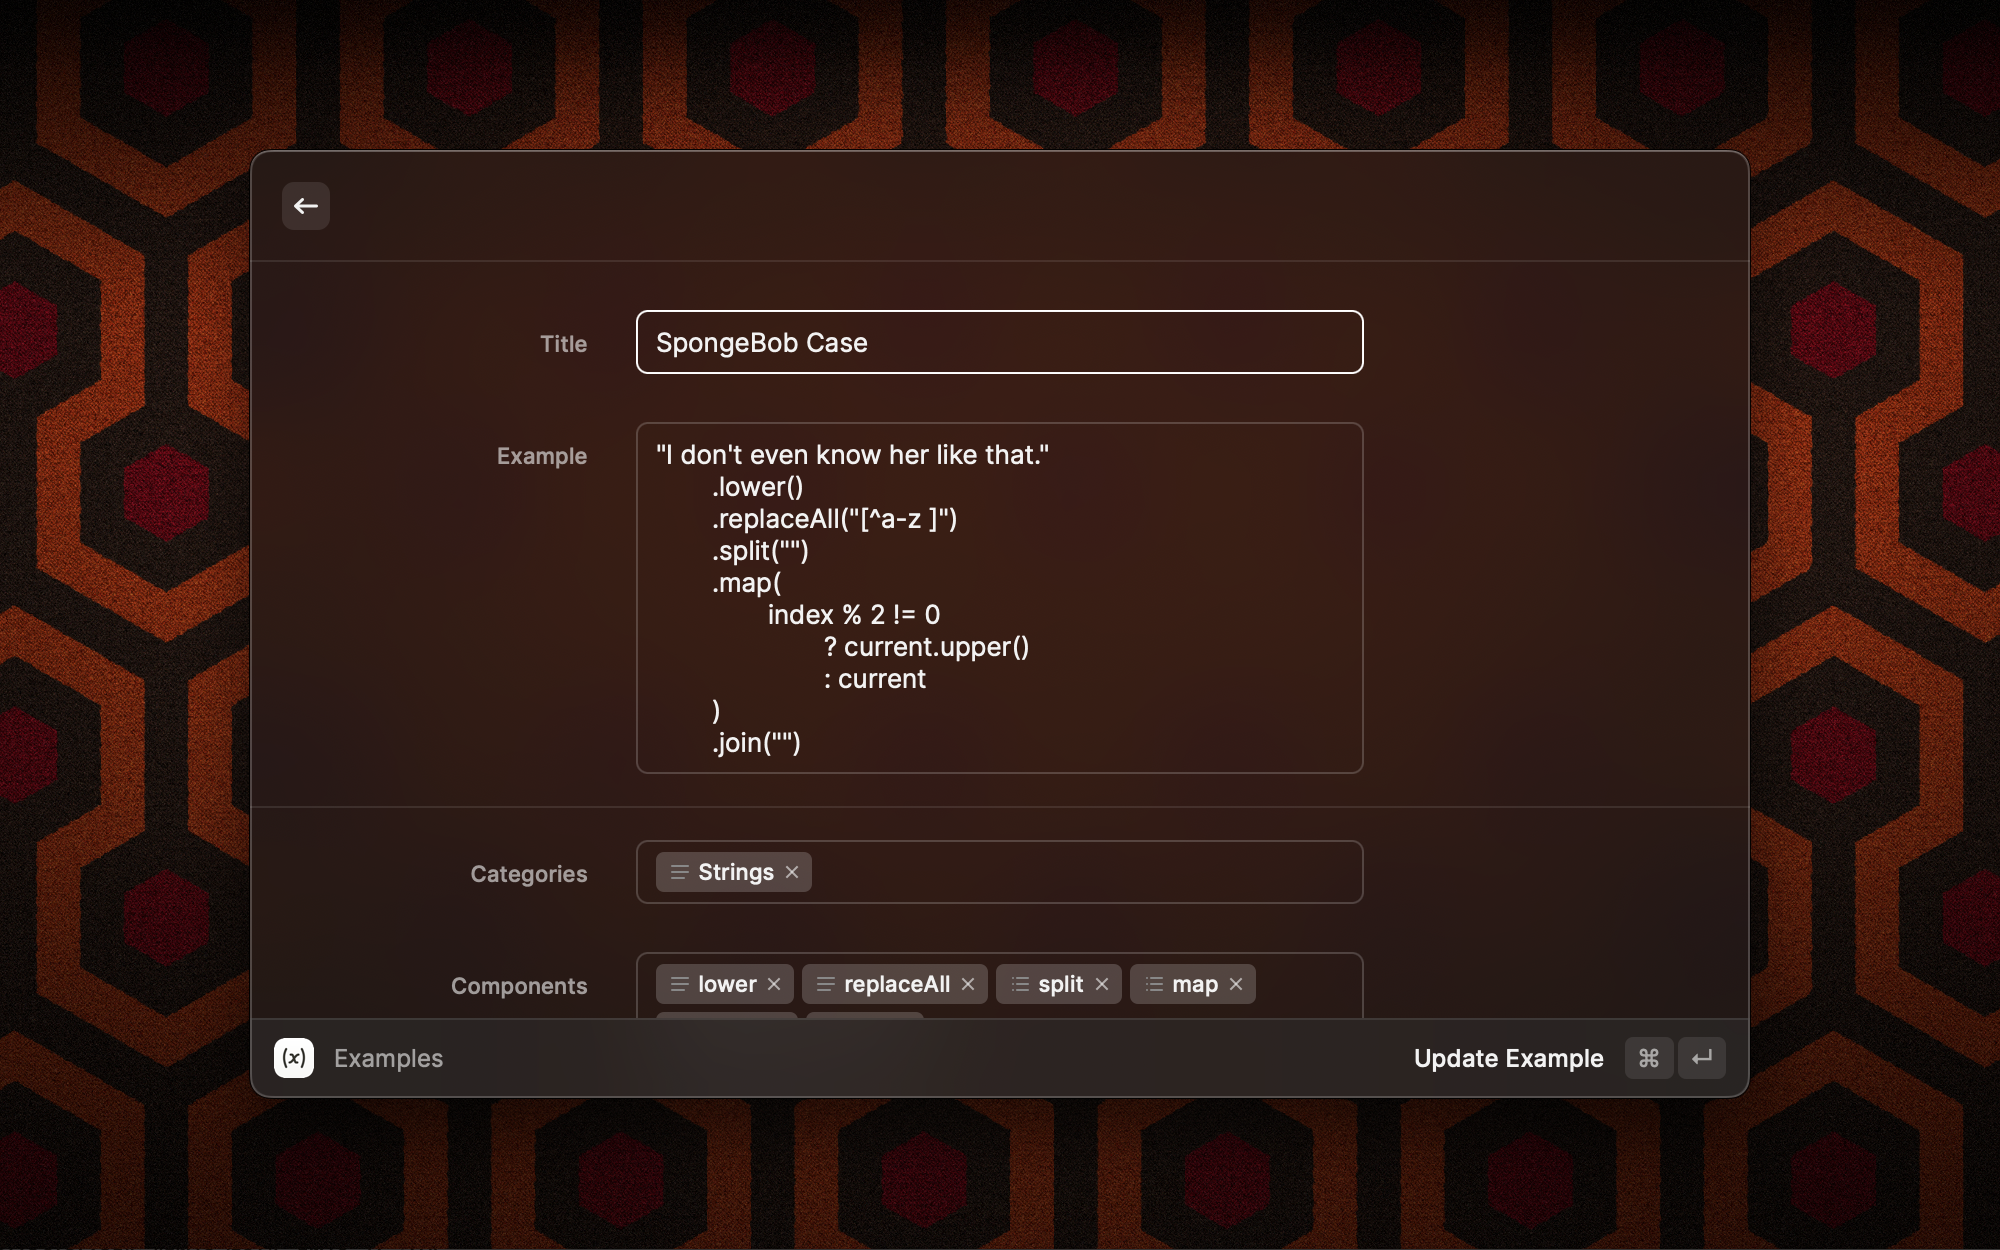 Title
SpongeBob Case
Example
"I don't even know her like that."
.lower()
.replaceAll("[^a-z ]")
.split("")
.map(
index % 2 != 0
? current.upper()
: current
)
.join("")
Categories
Strings
Components
lower replaceAll split map
(x) Examples
Update Example ⌘ ↵